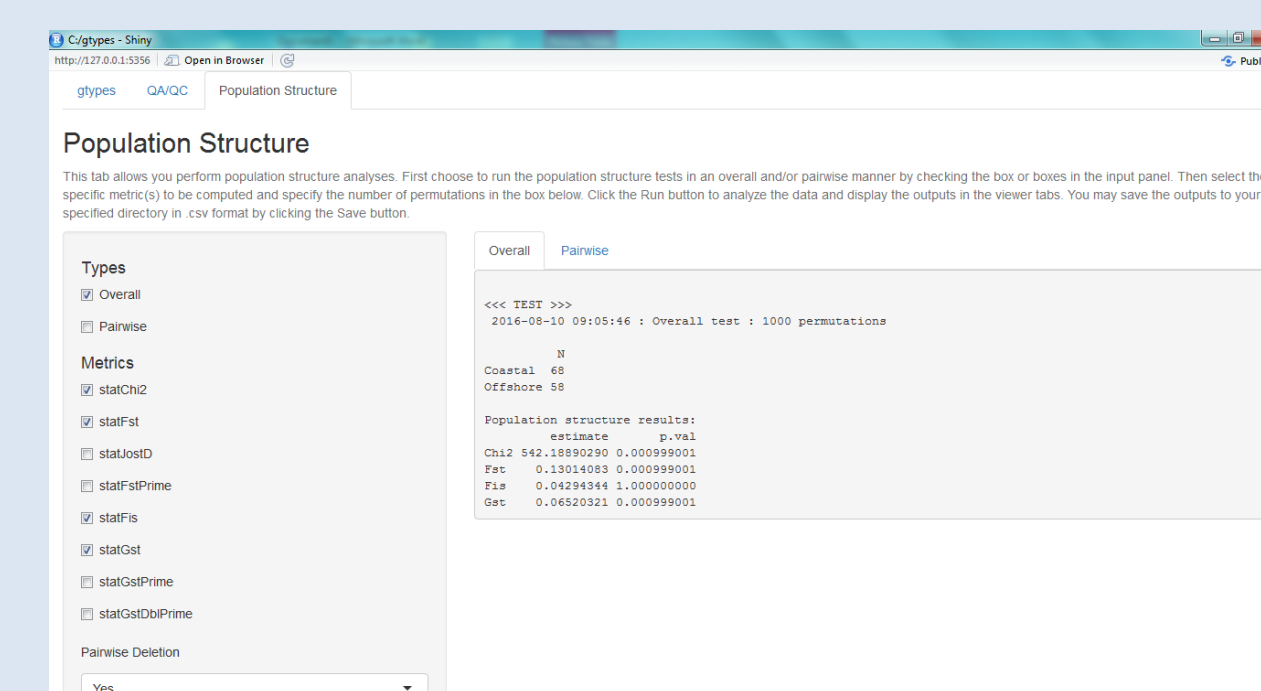 C:/gtypes - Shiny
http://127.0.0.1:5356 Open in Browser Publ
gtypes QA/QC Population Structure
Population Structure
This tab allows you perform population structure analyses. First choose to run the population structure tests in an overall and/or pairwise manner by checking the box or boxes in the input panel. Then select the
specific metric(s) to be computed and specify the number of permutations in the box below. Click the Run button to analyze the data and display the outputs in the viewer tabs. You may save the outputs to your
specified directory in .csv format by clicking the Save button.
Types
Overall
Pairwise
Metrics
statChi2
statFst
statJostD
statFstPrime
statFis
statGst
statGstPrime
statGstDblPrime
Pairwise Deletion
Yes
Overall Pairwise
<<< TEST >>>
2016-08-10 09:05:46 : Overall test : 1000 permutations
N
Coastal 68
Offshore 58
Population structure results:
estimate p.val
Chi2 542.18890290 0.000999001
Fst 0.13014083 0.000999001
Fis 0.04294344 1.000000000
Gst 0.06520321 0.000999001